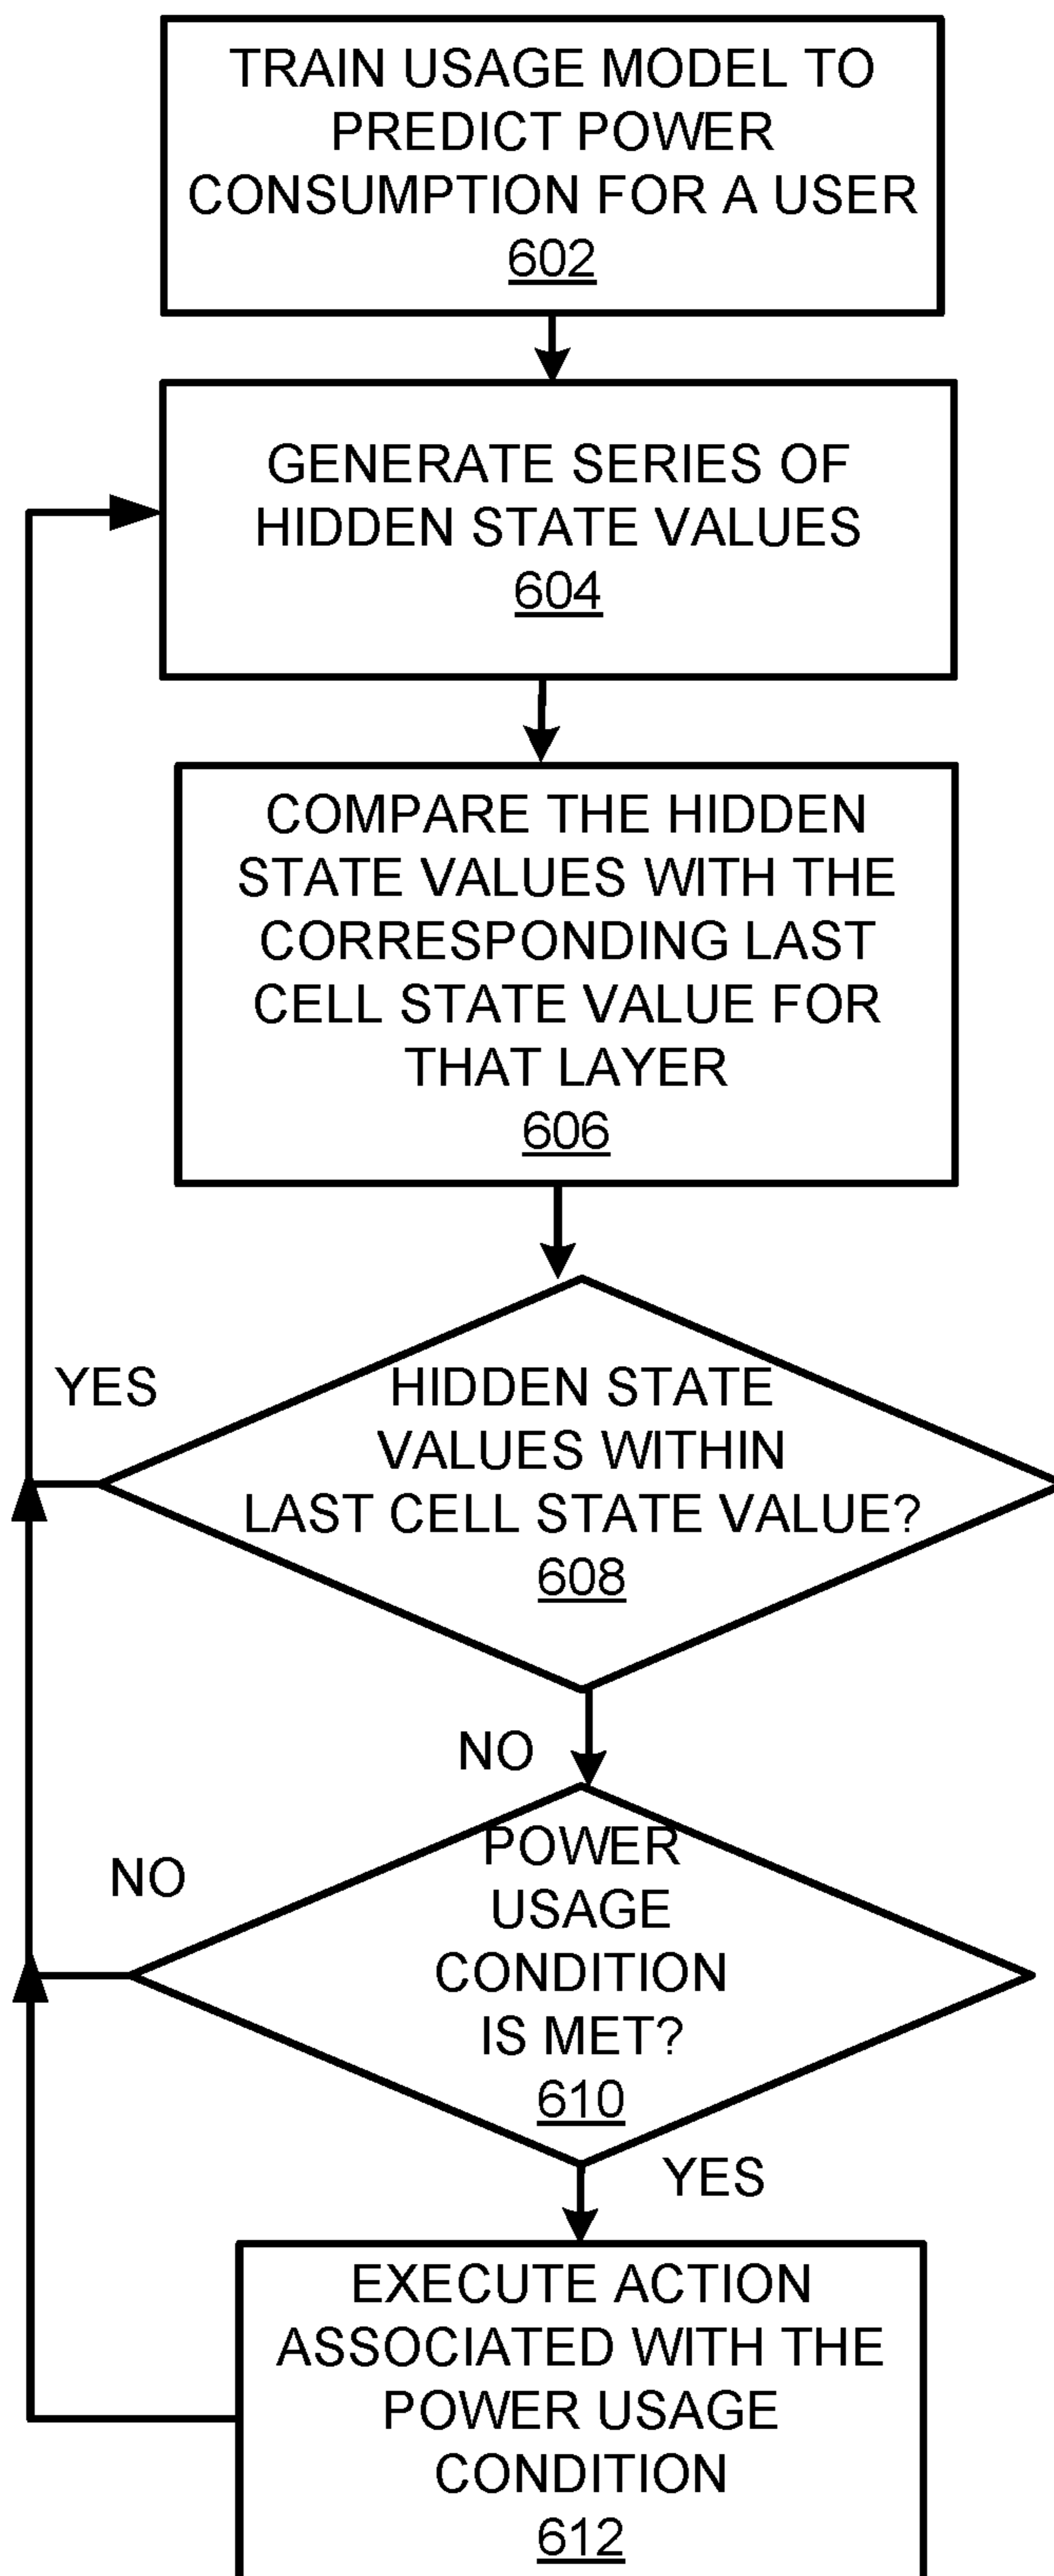 TRAIN USAGE MODEL TO
PREDICT POWER
CONSUMPTION FOR A USER
602
GENERATE SERIES OF
HIDDEN STATE VALUES
604
COMPARE THE HIDDEN
STATE VALUES WITH THE
CORRESPONDING LAST
CELL STATE VALUE FOR
THAT LAYER
606
YES
HIDDEN STATE
VALUES WITHIN
LAST CELL STATE VALUE?
608
NO
NO
POWER
USAGE
CONDITION
IS MET?
610
YES
EXECUTE ACTION
ASSOCIATED WITH THE
POWER USAGE
CONDITION
612